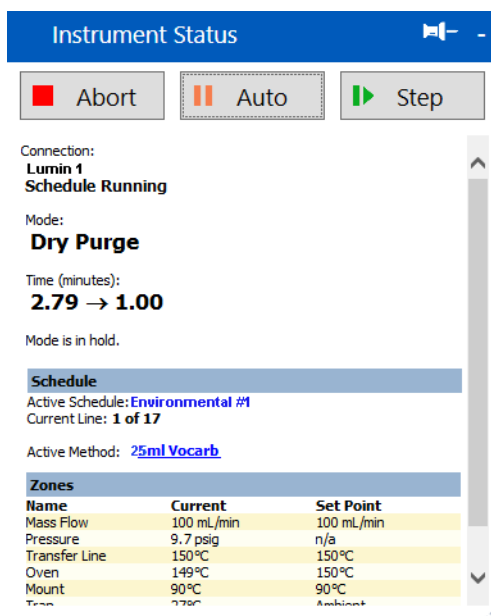 Instrument Status
Abort Auto Step
Connection:
Lumin 1
Schedule Running
Mode:
Dry Purge
Time (minutes):
2.79 → 1.00
Mode is in hold.
Schedule
Active Schedule: Environmental #1
Current Line: 1 of 17
Active Method: 25ml Vocarb
Zones
Name Current Set Point
Mass Flow 100 mL/min 100 mL/min
Pressure 9.7 psig n/a
Transfer Line 150°C 150°C
Oven 149°C 150°C
Mount 90°C 90°C
Trap 27°C Ambient